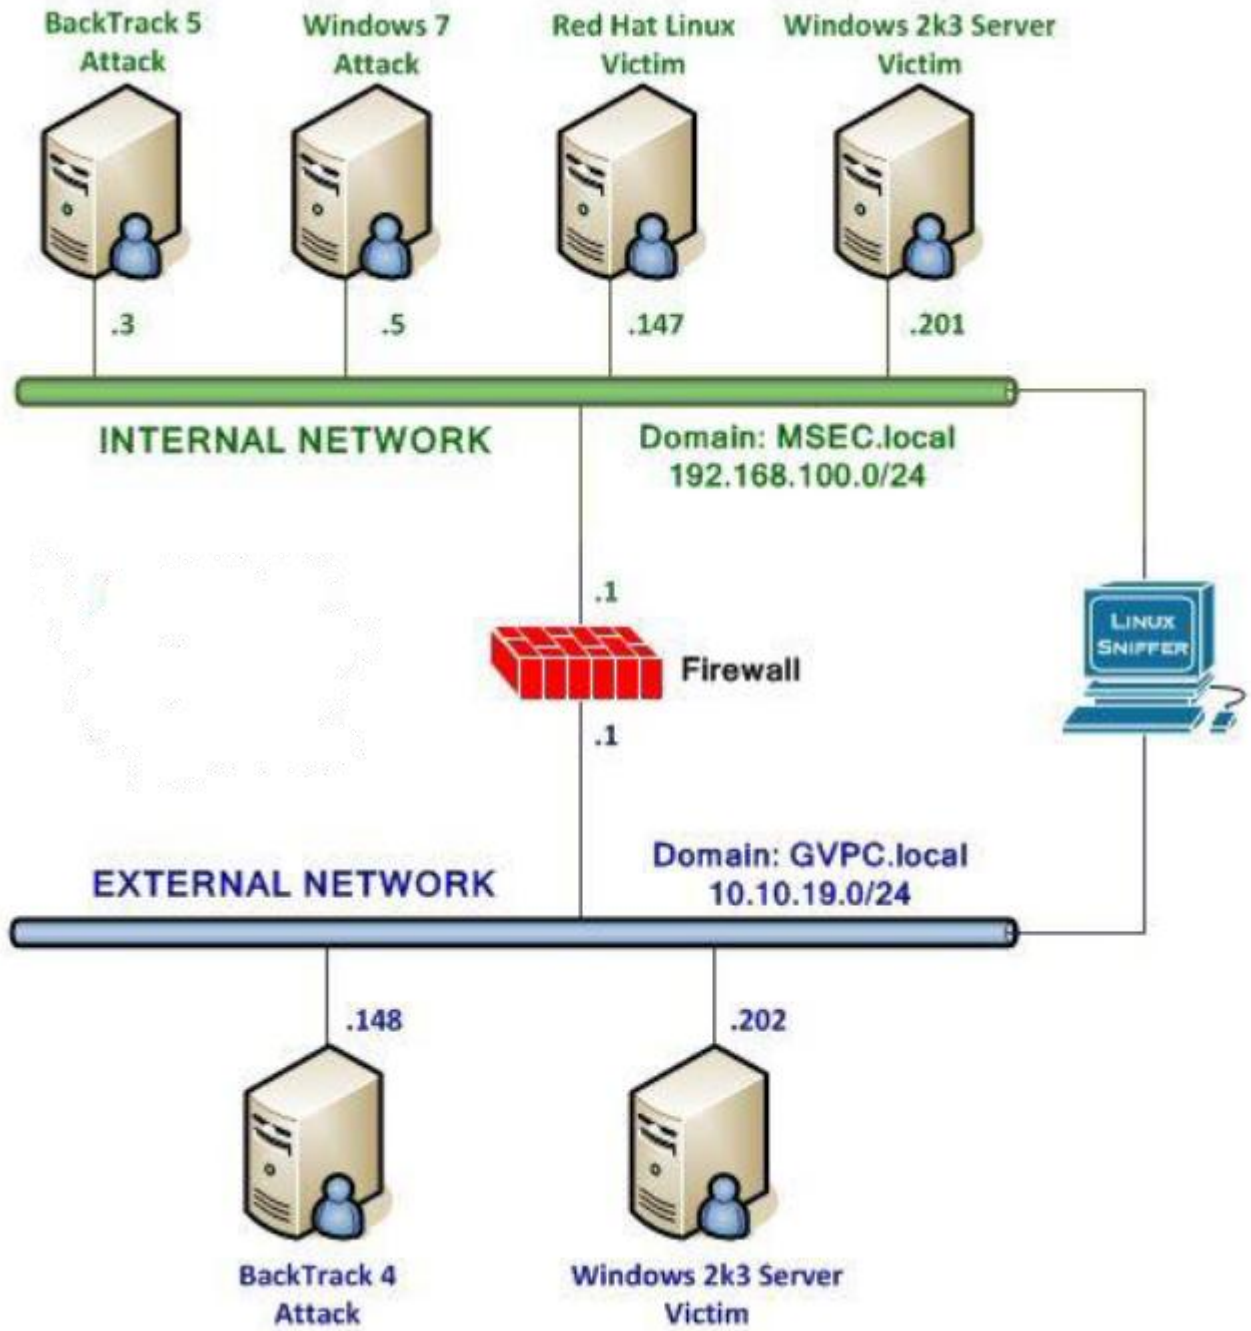 BackTrack 5
Attack
Windows 7
Attack
Red Hat Linux
Victim
Windows 2k3 Server
Victim
.3
.5
.147
.201
INTERNAL NETWORK
Domain: MSEC.local
192.168.100.0/24
.1
Firewall
LINUX
SNIFFER
.1
EXTERNAL NETWORK
Domain: GVPC.local
10.10.19.0/24
.148
.202
BackTrack 4
Attack
Windows 2k3 Server
Victim